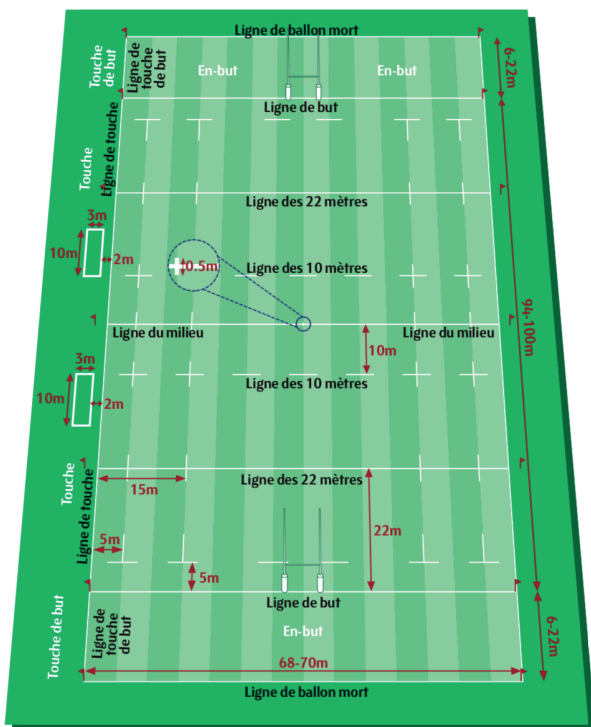 Ligne de ballon mort
Touche
de but
Ligne de
touche
de but
En-but
En-but
6-22m
Ligne de but
Touche
Ligne de touche
Ligne des 22 mètres
3m
10m
2m
0.5m
Ligne des 10 mètres
94-100m
Ligne du milieu
Ligne du milieu
10m
3m
10m
2m
Ligne des 10 mètres
Touche
Ligne de touche
Ligne des 22 mètres
15m
22m
5m
5m
Ligne de but
Touche de but
Ligne de
touche
de but
En-but
6-22m
68-70m
Ligne de ballon mort